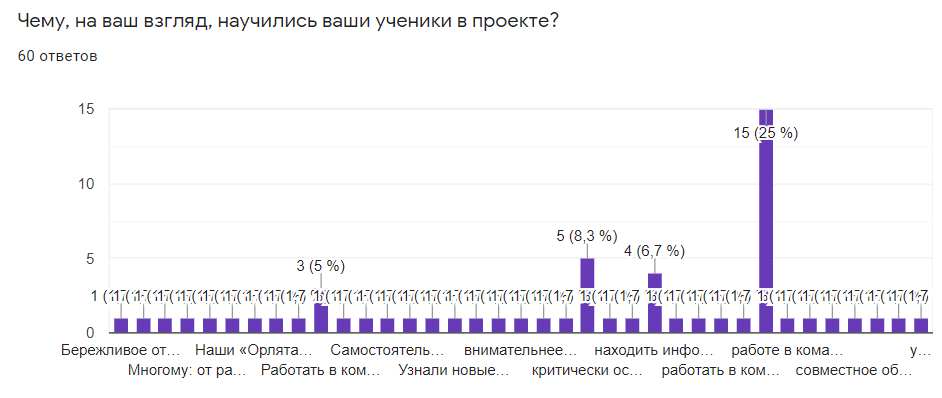 Чему, на ваш взгляд, научились ваши ученики в проекте?
60 ответов
15
10
5
0
15 (25 %)
5 (8,3 %)
4 (6,7 %)
3 (5 %)
Бережливое от…
Наши «Орлята…
Самостоятель…
внимательнее…
находить инфо…
работе в кома…
у…
Многому: от ра…
Работать в ком…
Узнали новые…
критически ос…
работать в ком…
совместное об…